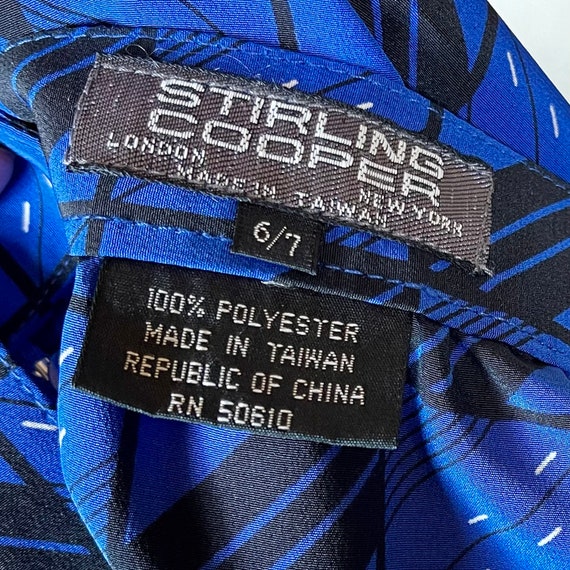 STIRLING
COOPER
LONDON NEW YORK
MADE IN TAIWAN
6/7
100% POLYESTER
MADE IN TAIWAN
REPUBLIC OF CHINA
RN 50610